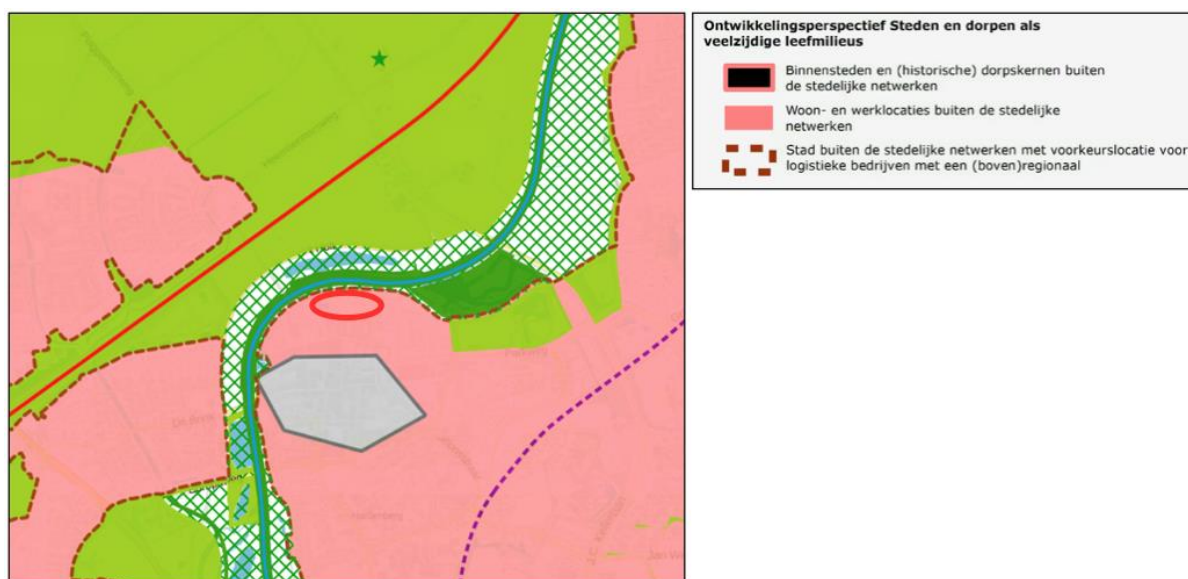 Ontwikkelingsperspectief Steden en dorpen als
veelzijdige leefmilieus
Binnensteden en (historische) dorpskernen buiten
de stedelijke netwerken
Woon- en werklocaties buiten de stedelijke
netwerken
Stad buiten de stedelijke netwerken met voorkeurslocatie voor
logistieke bedrijven met een (boven)regionaal